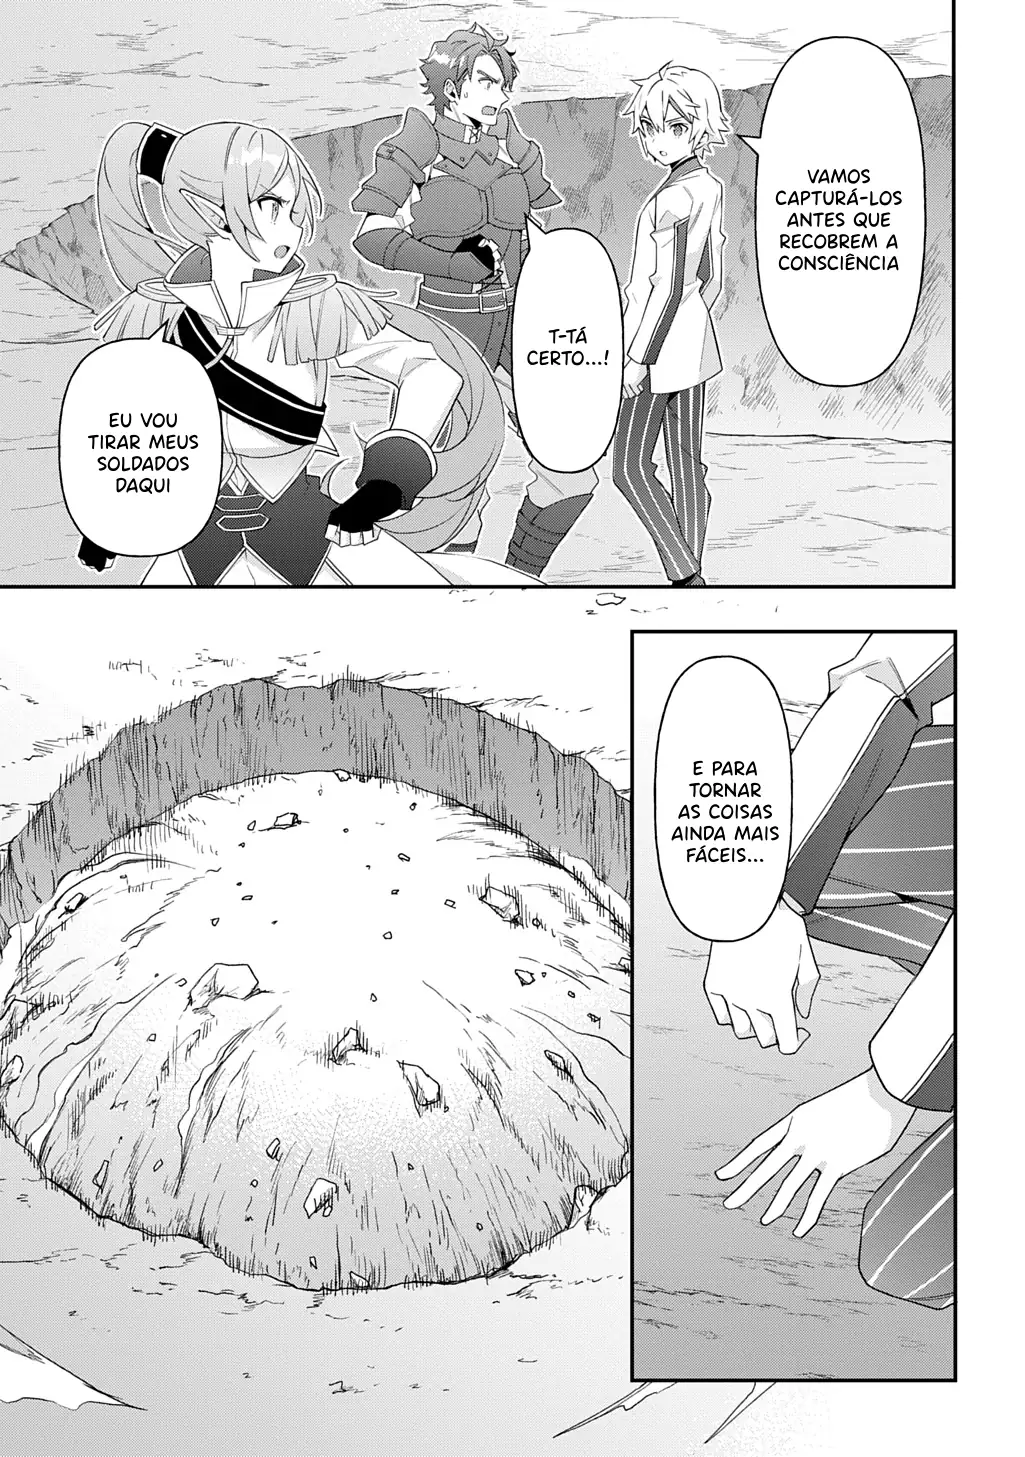 VAMOS
CAPTURÁ-LOS
ANTES QUE
RECOBREM A
CONSCIÊNCIA
T-TÁ
CERTO...!
EU VOU
TIRAR MEUS
SOLDADOS
DAQUI
E PARA
TORNAR
AS COISAS
AINDA MAIS
FÁCEIS...